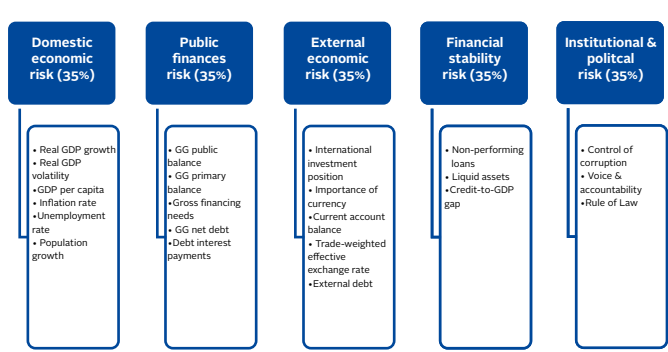 Domestic
economic
risk (35%)
• Real GDP growth
• Real GDP
volatility
•GDP per capita
• Inflation rate
•Unemployment
rate
• Population
growth
Public
finances
risk (35%)
• GG public
balance
• GG primary
balance
•Gross financing
needs
• GG net debt
•Debt interest
payments
External
economic
risk (35%)
• International
investment
position
• Importance of
currency
•Current account
balance
• Trade-weighted
effective
exchange rate
•External debt
Financial
stability
risk (35%)
• Non-performing
loans
• Liquid assets
•Credit-to-GDP
gap
Institutional &
politcal
risk (35%)
• Control of
corruption
• Voice &
accountability
•Rule of Law